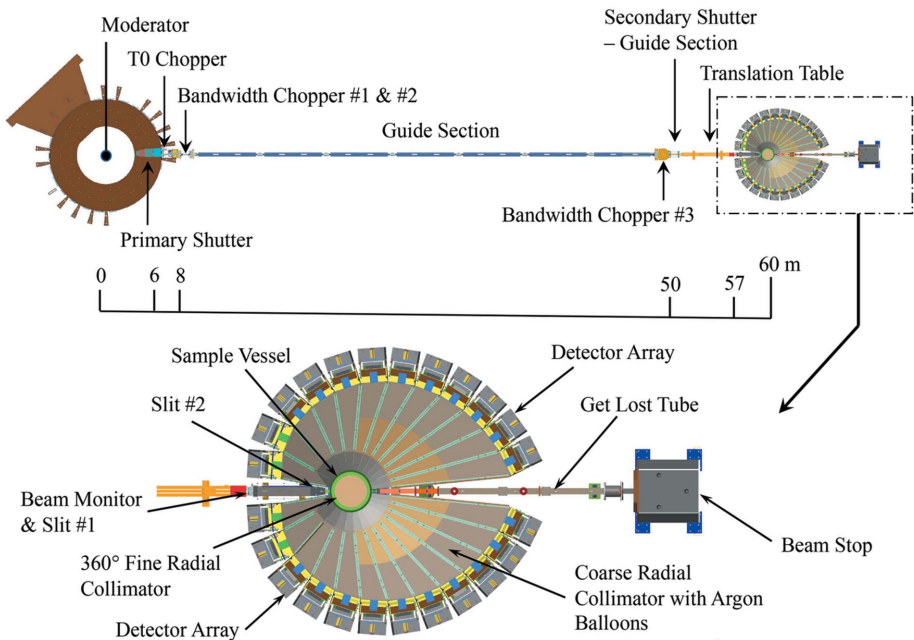 Moderator
T0 Chopper
Bandwidth Chopper #1 & #2
Guide Section
Secondary Shutter
– Guide Section
Translation Table
Primary Shutter
Bandwidth Chopper #3
0
6
8
50
57
60 m
Sample Vessel
Slit #2
Detector Array
Get Lost Tube
Beam Monitor
& Slit #1
360° Fine Radial
Collimator
Detector Array
Coarse Radial
Collimator with Argon
Balloons
Beam Stop